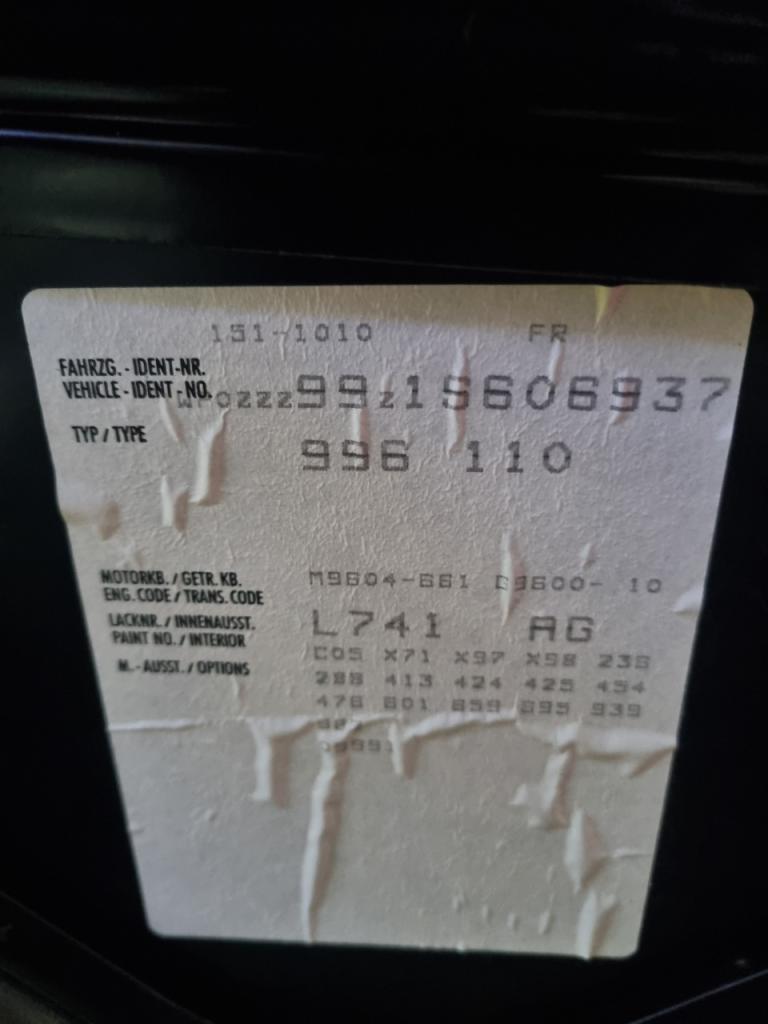 151-1010 FR
FAHRZG.-IDENT-NR.
VEHICLE-IDENT-NO. WP0ZZZ99Z1S606937
TYP/TYPE 996 110
MOTORKB./GETR.KB. M9604-661 G9600- 10
ENG.CODE/TRANS.CODE
LACKNR./INNENAUSST. L741 AG
PAINT NO./INTERIOR
C05 X71 X97 X98
M.-AUSST./OPTIONS 288 413 424 425 454
476 601 659 695 939